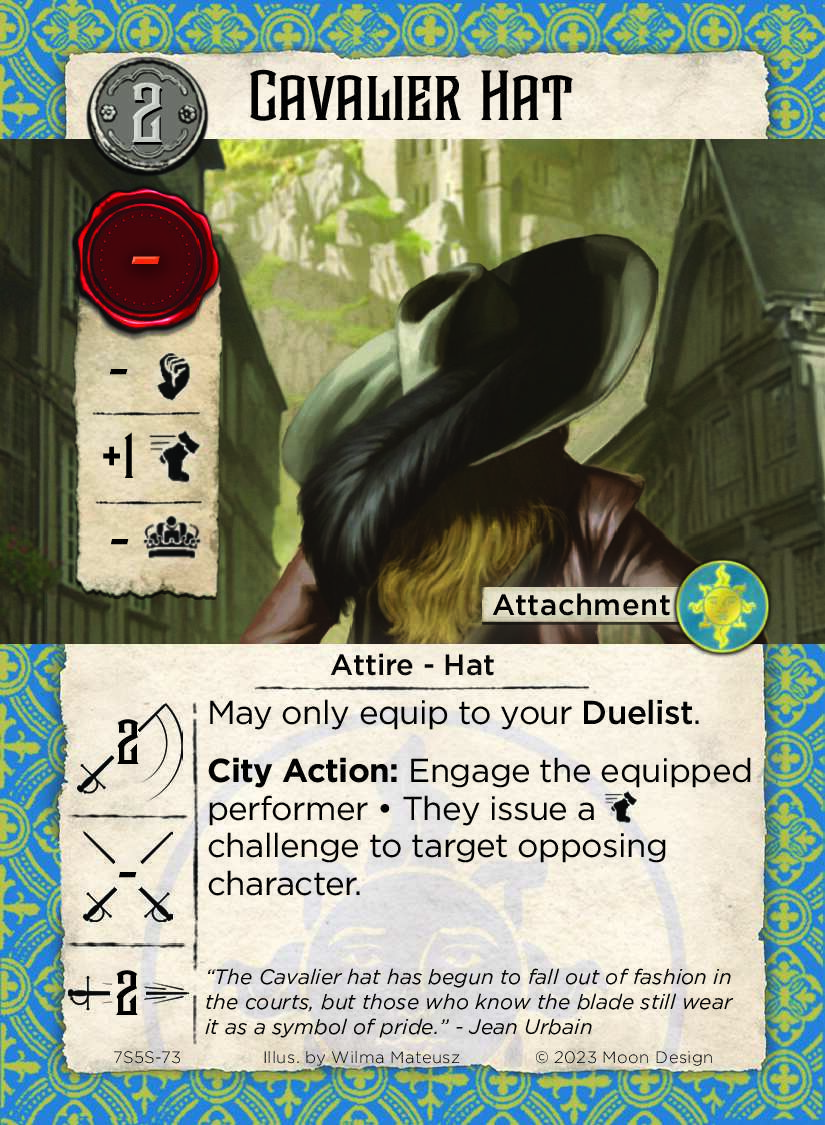 2
Cavalier Hat
-
-
+1
-
Attachment
Attire - Hat
2
-
2
May only equip to your Duelist.
City Action: Engage the equipped
performer • They issue a
challenge to target opposing
character.
“The Cavalier hat has begun to fall out of fashion in
the courts, but those who know the blade still wear
it as a symbol of pride.” - Jean Urbain
7S5S-73 Illus. by Wilma Mateusz © 2023 Moon Design